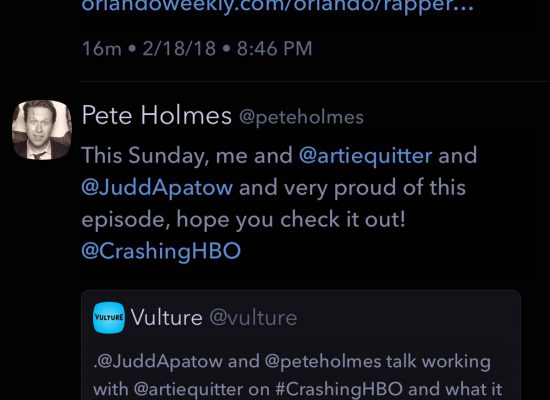 orlandoweekly.com/orlando/rapper…
16m • 2/18/18 • 8:46 PM
Pete Holmes @peteholmes
This Sunday, me and @artiequitter and
@JuddApatow and very proud of this
episode, hope you check it out!
@CrashingHBO
VULTURE
Vulture @vulture
.@JuddApatow and @peteholmes talk working
with @artiequitter on #CrashingHBO and what it